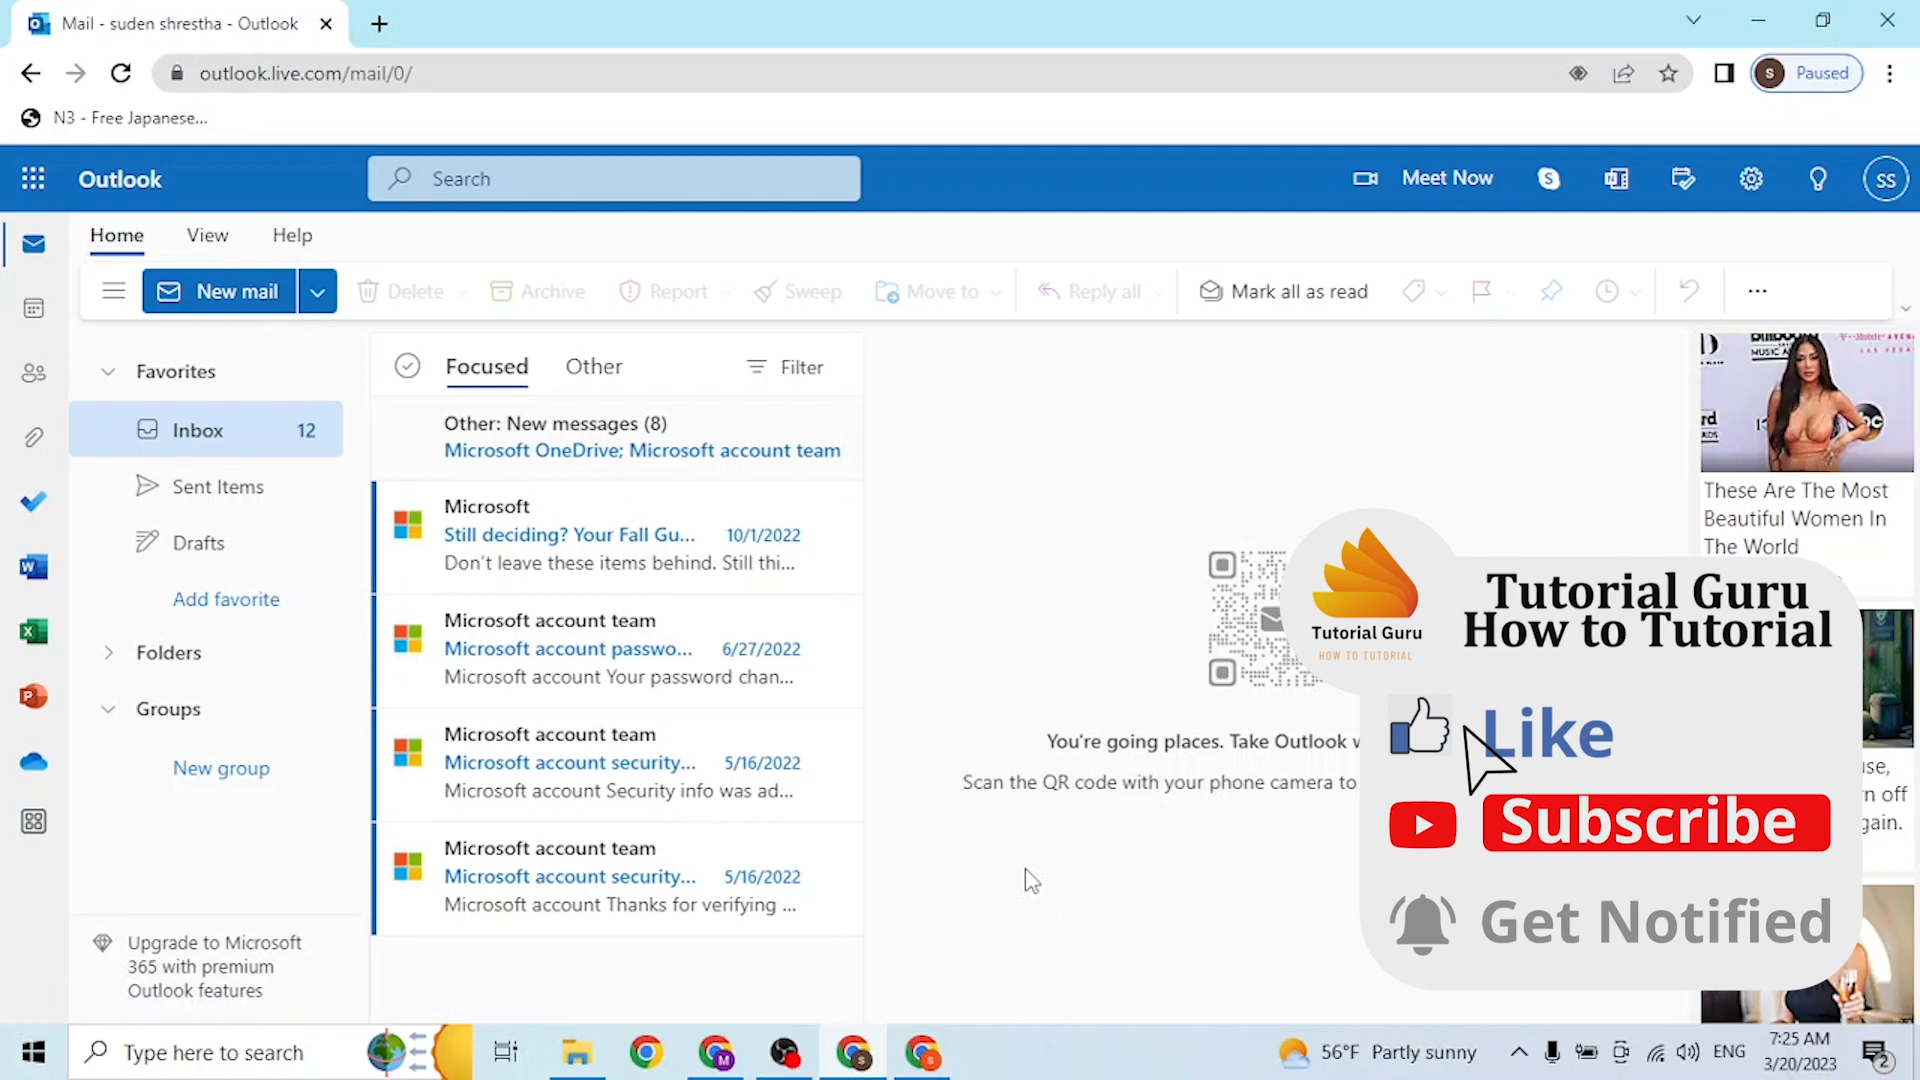 Mail - suden shrestha - Outlook
outlook.live.com/mail/0/
S
Paused
N3 - Free Japanese...
Outlook
Search
Meet Now
SS
Home View Help
New mail
Delete
Archive
Report
Sweep
Move to
Reply all
Mark all as read
...
Favorites
Inbox 12
Sent Items
Drafts
Add favorite
Folders
Groups
New group
Upgrade to Microsoft
365 with premium
Outlook features
Focused Other Filter
Other: New messages (8)
Microsoft OneDrive; Microsoft account team
Microsoft
Still deciding? Your Fall Gu... 10/1/2022
Don't leave these items behind. Still thi...
Microsoft account team
Microsoft account passwo... 6/27/2022
Microsoft account Your password chan...
Microsoft account team
Microsoft account security... 5/16/2022
Microsoft account Security info was ad...
Microsoft account team
Microsoft account security... 5/16/2022
Microsoft account Thanks for verifying ...
You're going places. Take Outlook
Scan the QR code with your phone camera to
These Are The Most
Beautiful Women In
The World
off
gain.
Tutorial Guru
HOW TO TUTORIAL
Tutorial Guru
How to Tutorial
Like
Subscribe
Get Notified
Type here to search
56°F Partly sunny
ENG
7:25 AM
3/20/2023
2